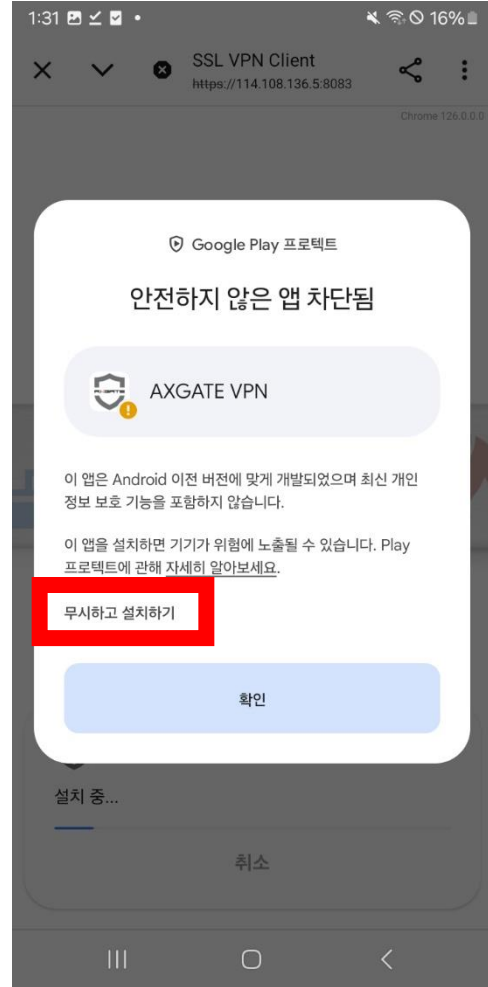 1:31
16%
SSL VPN Client
https://114.108.136.5:8083
Chrome 126.0.0.0
Google Play 프로텍트
안전하지 않은 앱 차단됨
AXGATE VPN
이 앱은 Android 이전 버전에 맞게 개발되었으며 최신 개인
정보 보호 기능을 포함하지 않습니다.
이 앱을 설치하면 기기가 위험에 노출될 수 있습니다. Play
프로텍트에 관해 자세히 알아보세요.
무시하고 설치하기
확인
설치 중...
취소